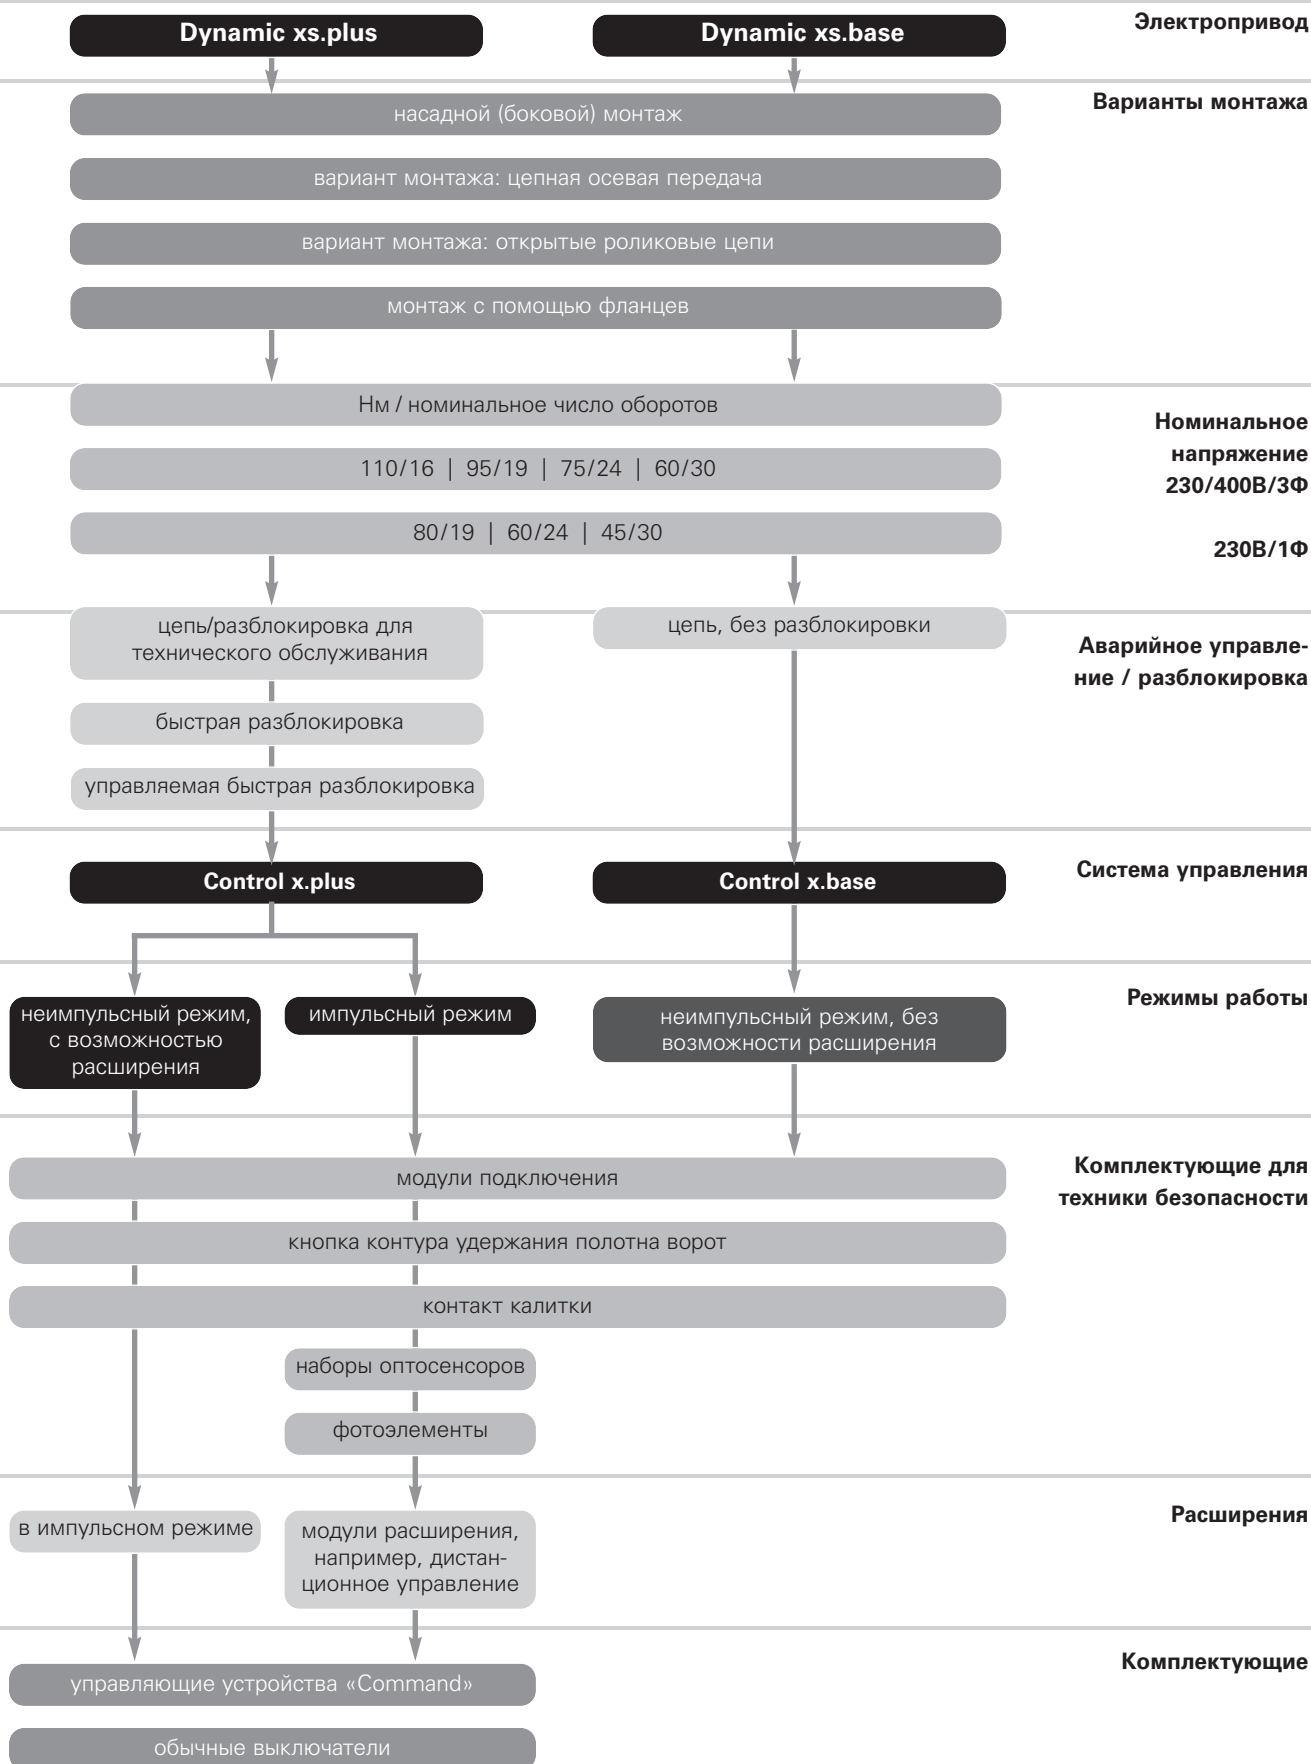 Dynamic xs.plus
Dynamic xs.base
Электропривод
насадной (боковой) монтаж
Варианты монтажа
вариант монтажа: цепная осевая передача
вариант монтажа: открытые роликовые цепи
монтаж с помощью фланцев
Нм / номинальное число оборотов
Номинальное
напряжение
230/400В/3Ф
110/16 | 95/19 | 75/24 | 60/30
80/19 | 60/24 | 45/30
230В/1Ф
цепь/разблокировка для
технического обслуживания
цепь, без разблокировки
Аварийное управле-
ние / разблокировка
быстрая разблокировка
управляемая быстрая разблокировка
Control x.plus
Control x.base
Система управления
неимпульсный режим,
с возможностью
расширения
импульсный режим
неимпульсный режим, без
возможности расширения
Режимы работы
модули подключения
Комплектующие для
техники безопасности
кнопка контура удержания полотна ворот
контакт калитки
наборы оптосенсоров
фотоэлементы
в импульсном режиме
модули расширения,
например, дистан-
ционное управление
Расширения
управляющие устройства «Command»
Комплектующие
обычные выключатели